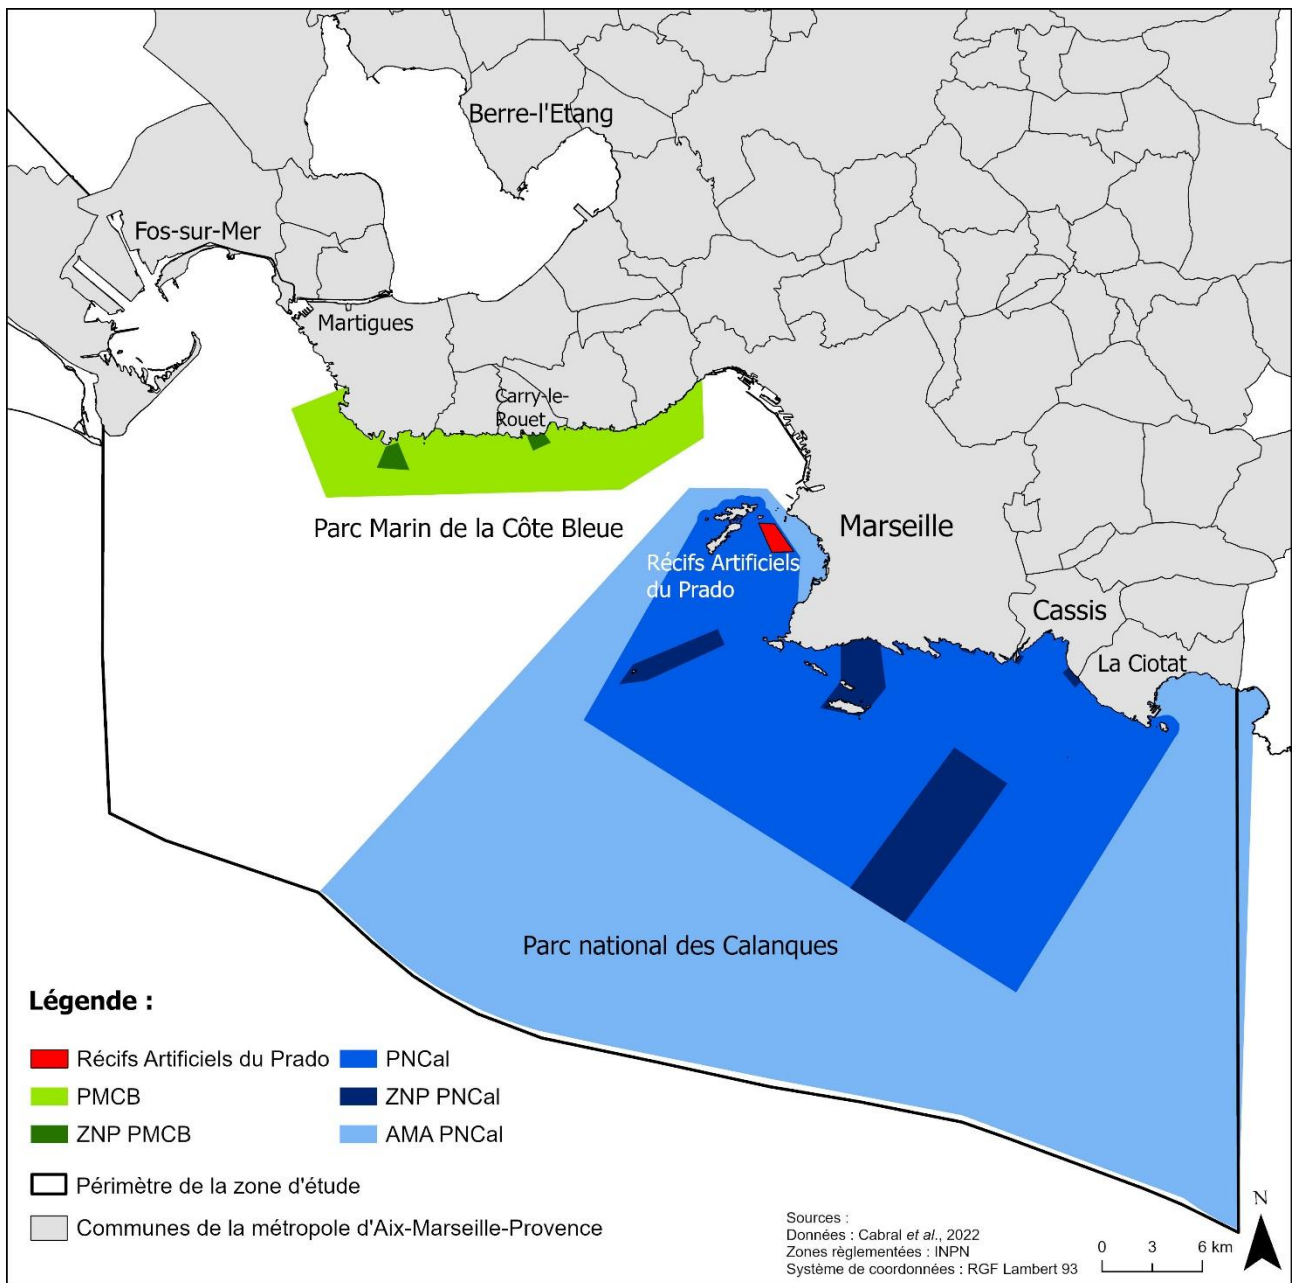 Berre-l'Etang
Fos-sur-Mer
Martigues
Carry-le-
Rouet
Parc Marin de la Côte Bleue
Marseille
Récifs Artificiels
du Prado
Cassis
La Ciotat
Parc national des Calanques
Légende :
Récifs Artificiels du Prado
PNCal
PMCB
ZNP PNCal
ZNP PMCB
AMA PNCal
Périmètre de la zone d'étude
Communes de la métropole d'Aix-Marseille-Provence
Sources :
Données : Cabral et al., 2022
Zones règlementées : INPN
Système de coordonnées : RGF Lambert 93
0 3 6 km
N